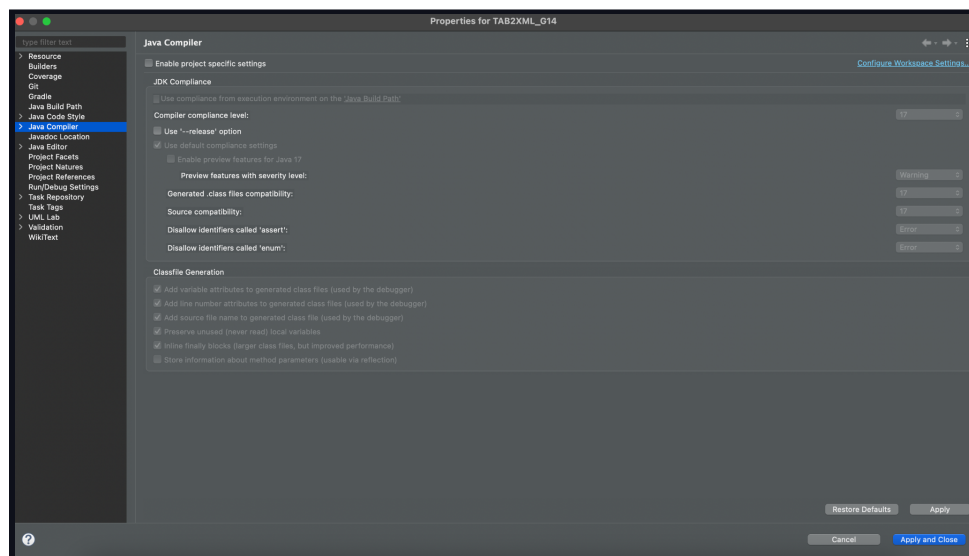 Properties for TAB2XML_G14
type filter text
Resource
Builders
Coverage
Git
Gradle
Java Build Path
Java Code Style
Java Compiler
Javadoc Location
Java Editor
Project Facets
Project Natures
Project References
Run/Debug Settings
Task Repository
Task Tags
UML Lab
Validation
WikiText
Java Compiler
Enable project specific settings
Configure Workspace Settings...
JDK Compliance
Use compliance from execution environment on the 'Java Build Path'
Compiler compliance level: 17
Use '--release' option
Use default compliance settings
Enable preview features for Java 17
Preview features with severity level: Warning
Generated .class files compatibility: 17
Source compatibility: 17
Disallow identifiers called 'assert': Error
Disallow identifiers called 'enum': Error
Classfile Generation
Add variable attributes to generated class files (used by the debugger)
Add line number attributes to generated class files (used by the debugger)
Add source file name to generated class file (used by the debugger)
Preserve unused (never read) local variables
Inline finally blocks (larger class files, but improved performance)
Store information about method parameters (usable via reflection)
Restore Defaults Apply
? Cancel Apply and Close